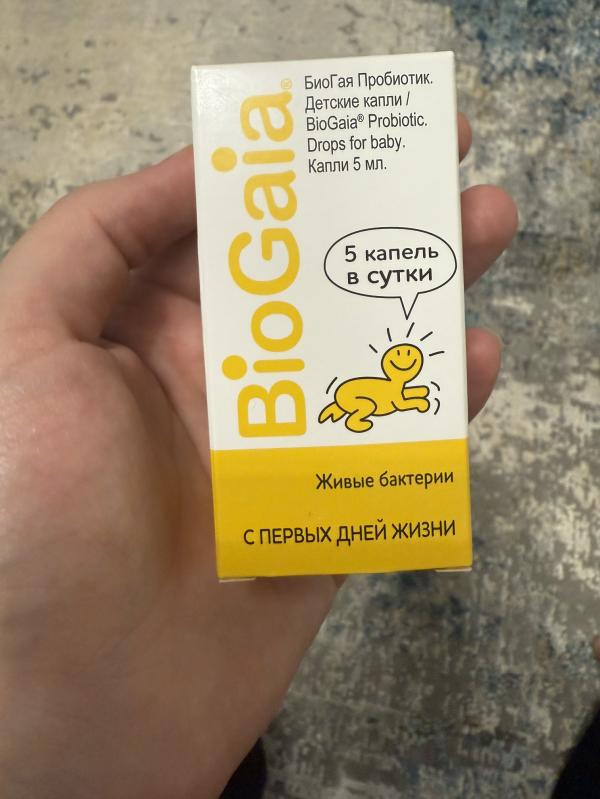 BioGaia®
БиоГая Пробиотик.
Детские капли /
BioGaia® Probiotic.
Drops for baby.
Капли 5 мл.
5 капель
в сутки
Живые бактерии
С ПЕРВЫХ ДНЕЙ ЖИЗНИ